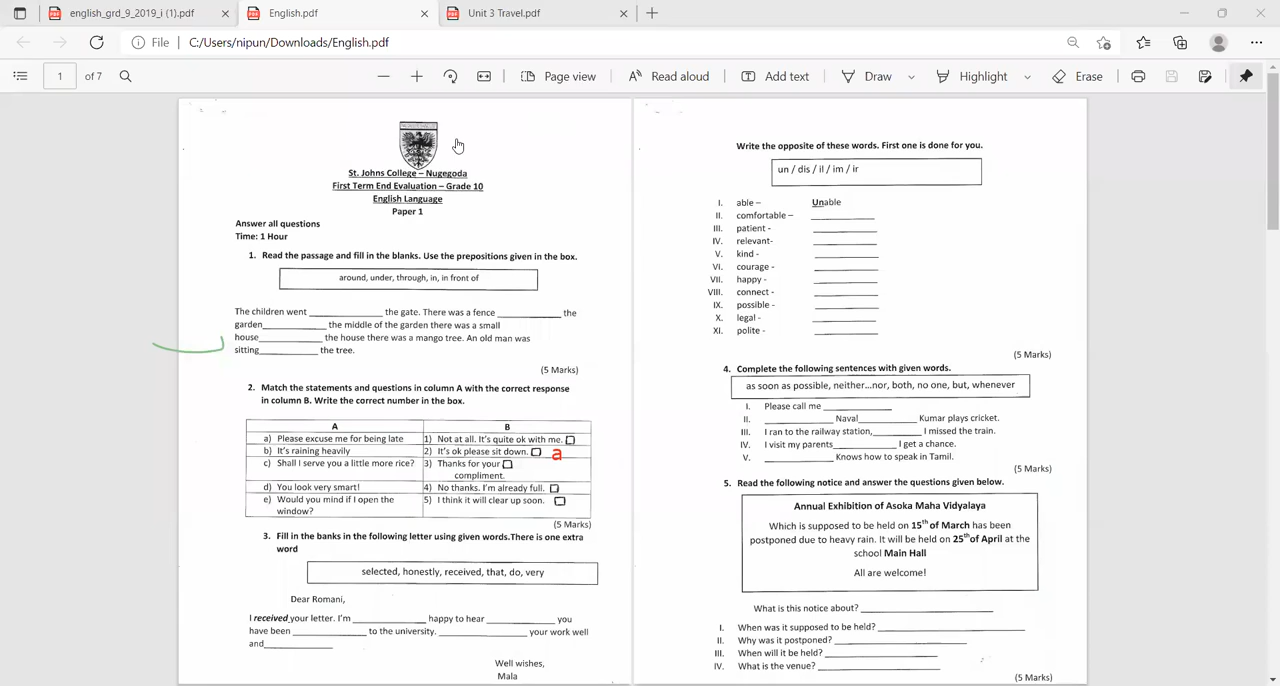 english_grd_9_2019_i (1).pdf
English.pdf
Unit 3 Travel.pdf
File
C:/Users/nipun/Downloads/English.pdf
1 of 7
Page view
Read aloud
Add text
Draw
Highlight
Erase
St. Johns College – Nugegoda
First Term End Evaluation – Grade 10
English Language
Paper 1
Answer all questions
Time: 1 Hour
1. Read the passage and fill in the blanks. Use the prepositions given in the box.
around, under, through, in, in front of
The children went ______________ the gate. There was a fence ____________ the
garden____________ the middle of the garden there was a small
house____________ the house there was a mango tree. An old man was
sitting___________ the tree.
(5 Marks)
2. Match the statements and questions in column A with the correct response
in column B. Write the correct number in the box.
A B
a) Please excuse me for being late 1) Not at all. It's quite ok with me.
b) It's raining heavily 2) It's ok please sit down. a
c) Shall I serve you a little more rice? 3) Thanks for your
compliment.
d) You look very smart! 4) No thanks. I'm already full.
e) Would you mind if I open the 5) I think it will clear up soon.
window?
(5 Marks)
3. Fill in the banks in the following letter using given words.There is one extra
word
selected, honestly, received, that, do, very
Dear Romani,
I received your letter. I'm ______________ happy to hear _____________ you
have been ______________ to the university. _________________ your work well
and_____________
Well wishes,
Mala
Write the opposite of these words. First one is done for you.
un / dis / il / im / ir
I. able – Unable
II. comfortable – ____________
III. patient - ____________
IV. relevant- ____________
V. kind - ____________
VI. courage - ____________
VII. happy - ____________
VIII. connect - ____________
IX. possible - ____________
X. legal - ____________
XI. polite - ____________
(5 Marks)
4. Complete the following sentences with given words.
as soon as possible, neither...nor, both, no one, but, whenever
I. Please call me ____________
II. ____________ Naval__________ Kumar plays cricket.
III. I ran to the railway station,_________ I missed the train.
IV. I visit my parents___________ I get a chance.
V. ____________ Knows how to speak in Tamil.
(5 Marks)
5. Read the following notice and answer the questions given below.
Annual Exhibition of Asoka Maha Vidyalaya
Which is supposed to be held on 15th of March has been
postponed due to heavy rain. It will be held on 25th of April at the
school Main Hall
All are welcome!
What is this notice about? ______________________
I. When was it supposed to be held? _________________________
II. Why was it postponed? ______________________
III. When will it be held? ___________________
IV. What is the venue? _____________________
(5 Marks)